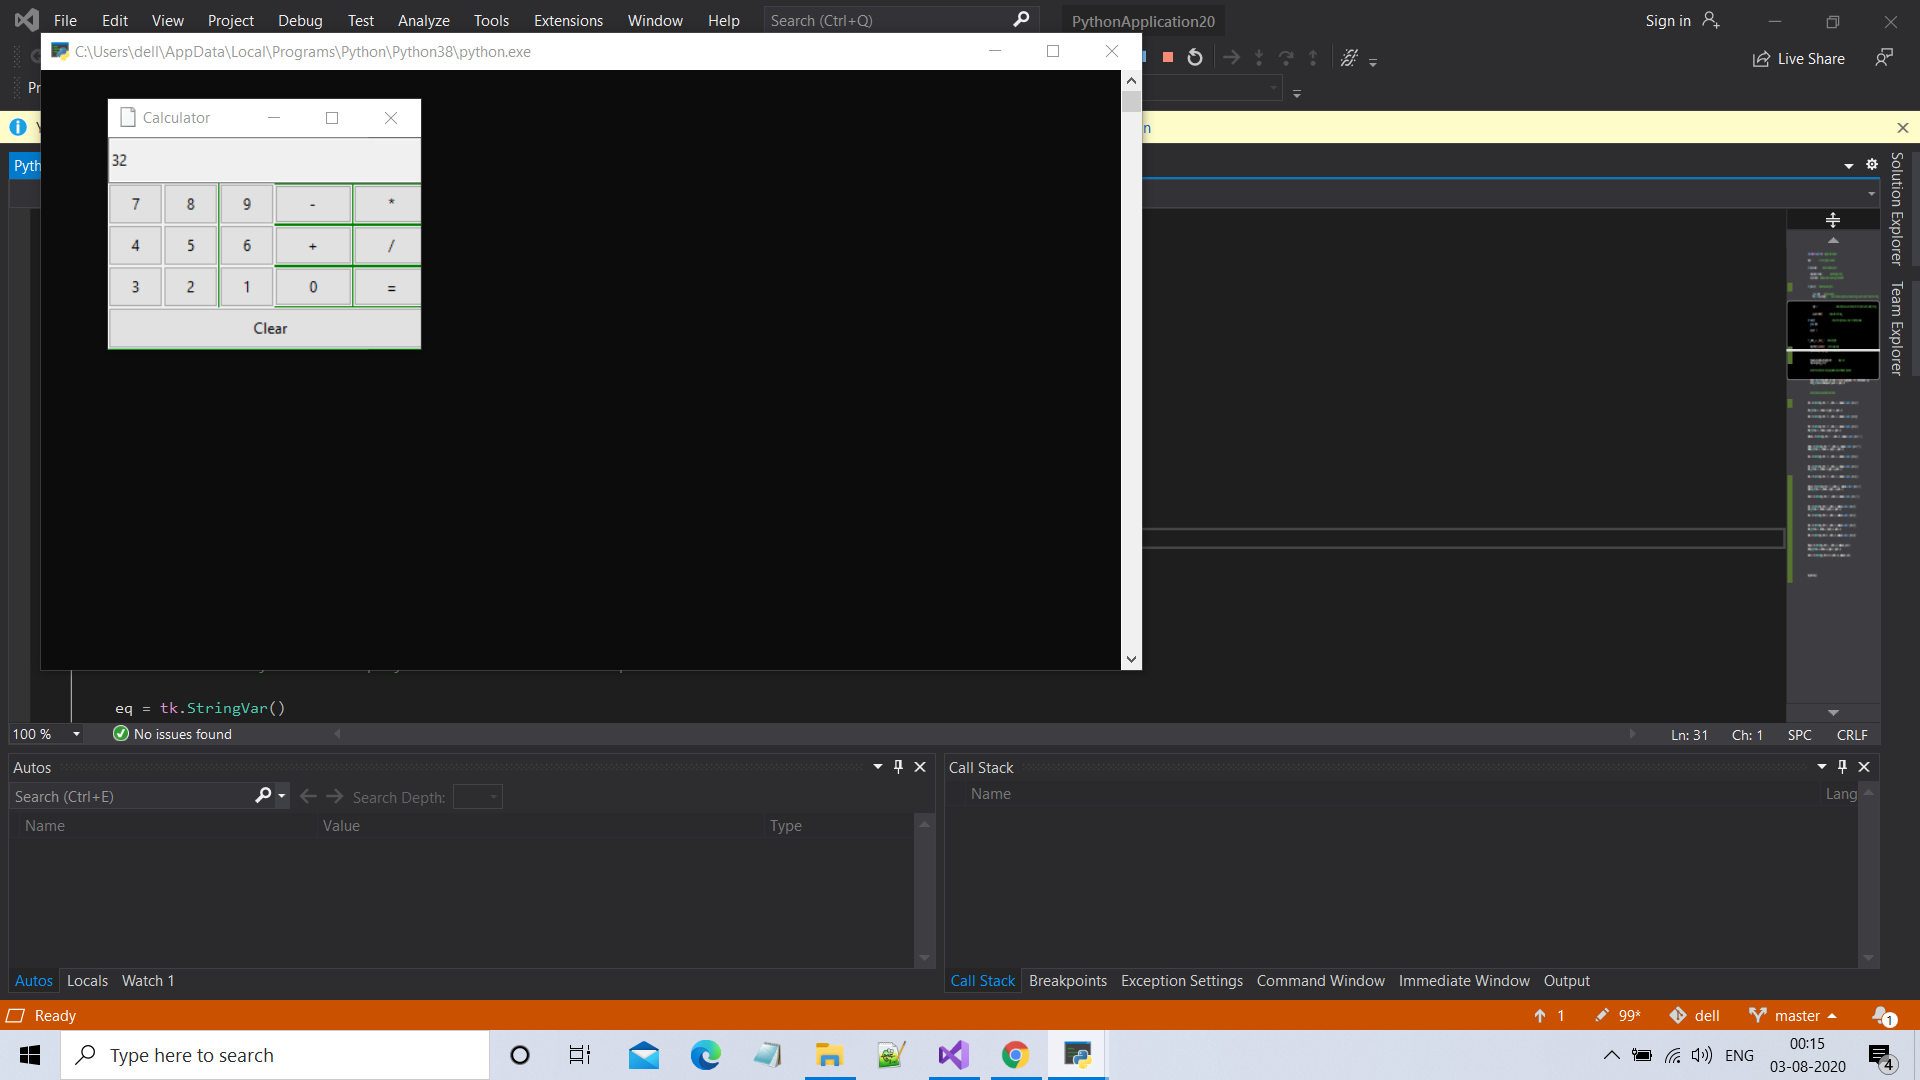 File Edit View Project Debug Test Analyze Tools Extensions Window Help Search (Ctrl+Q) PythonApplication20 Sign in
C:\Users\dell\AppData\Local\Programs\Python\Python38\python.exe
Live Share
Pr
Calculator
32
7 8 9 - *
4 5 6 + /
3 2 1 0 =
Clear
n
Pyth
Solution Explorer
Team Explorer
eq = tk.StringVar()
100 % No issues found Ln: 31 Ch: 1 SPC CRLF
Autos
Search (Ctrl+E) Search Depth:
Name Value Type
Autos Locals Watch 1
Call Stack
Name Lang
Call Stack Breakpoints Exception Settings Command Window Immediate Window Output
Ready 1 99* dell master 1
Type here to search
ENG
00:15
03-08-2020
4